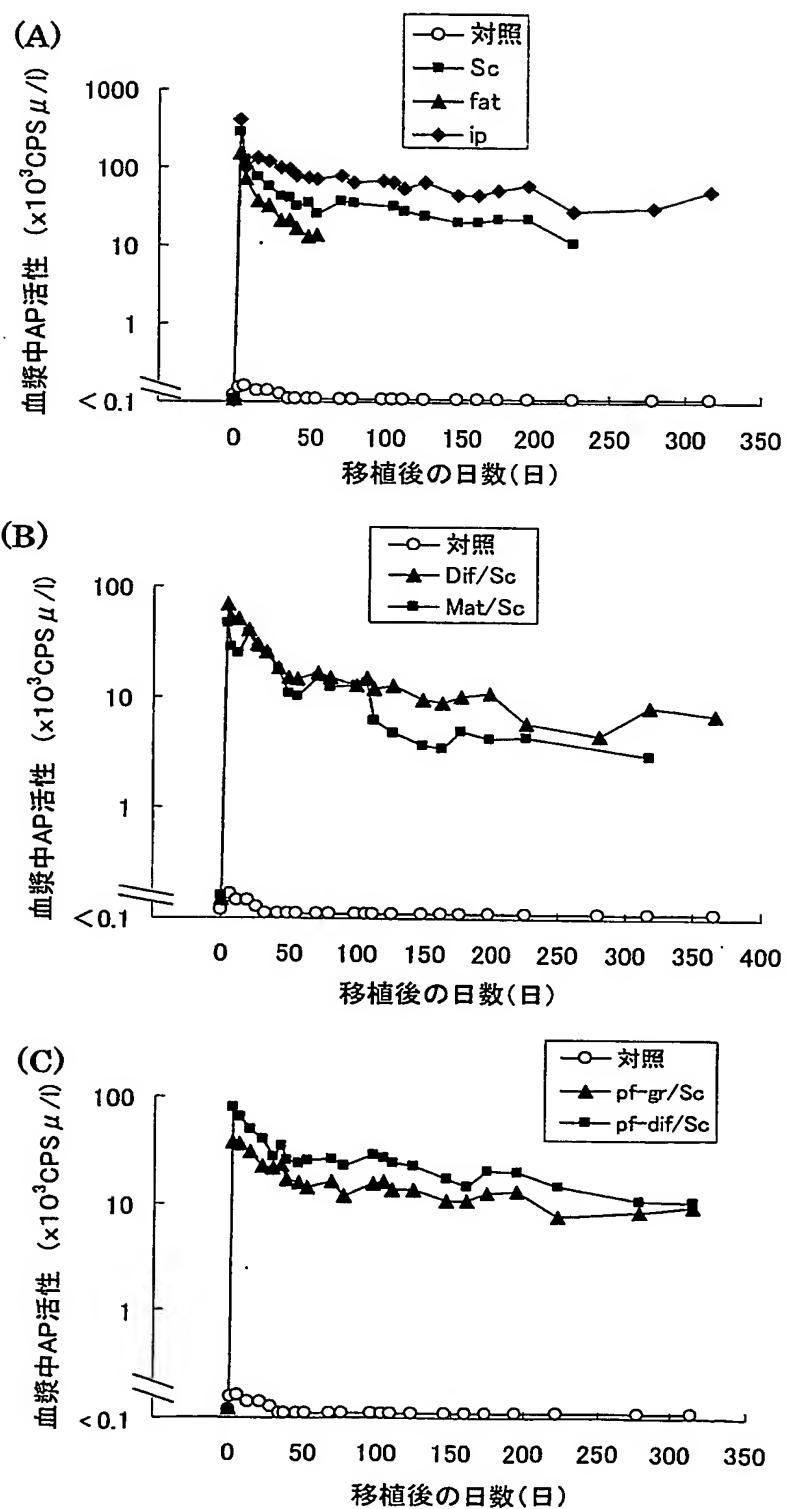 (A)
対照
Sc
fat
ip
血漿中AP活性 (x10³CPSμ/l)
1000
100
10
1
<0.1
0 50 100 150 200 250 300 350
移植後の日数(日)
(B)
対照
Dif/Sc
Mat/Sc
血漿中AP活性 (x10³CPSμ/l)
100
10
1
<0.1
0 50 100 150 200 250 300 350 400
移植後の日数(日)
(C)
対照
pf-gr/Sc
pf-dif/Sc
血漿中AP活性 (x10³CPSμ/l)
100
10
1
<0.1
0 50 100 150 200 250 300 350
移植後の日数(日)